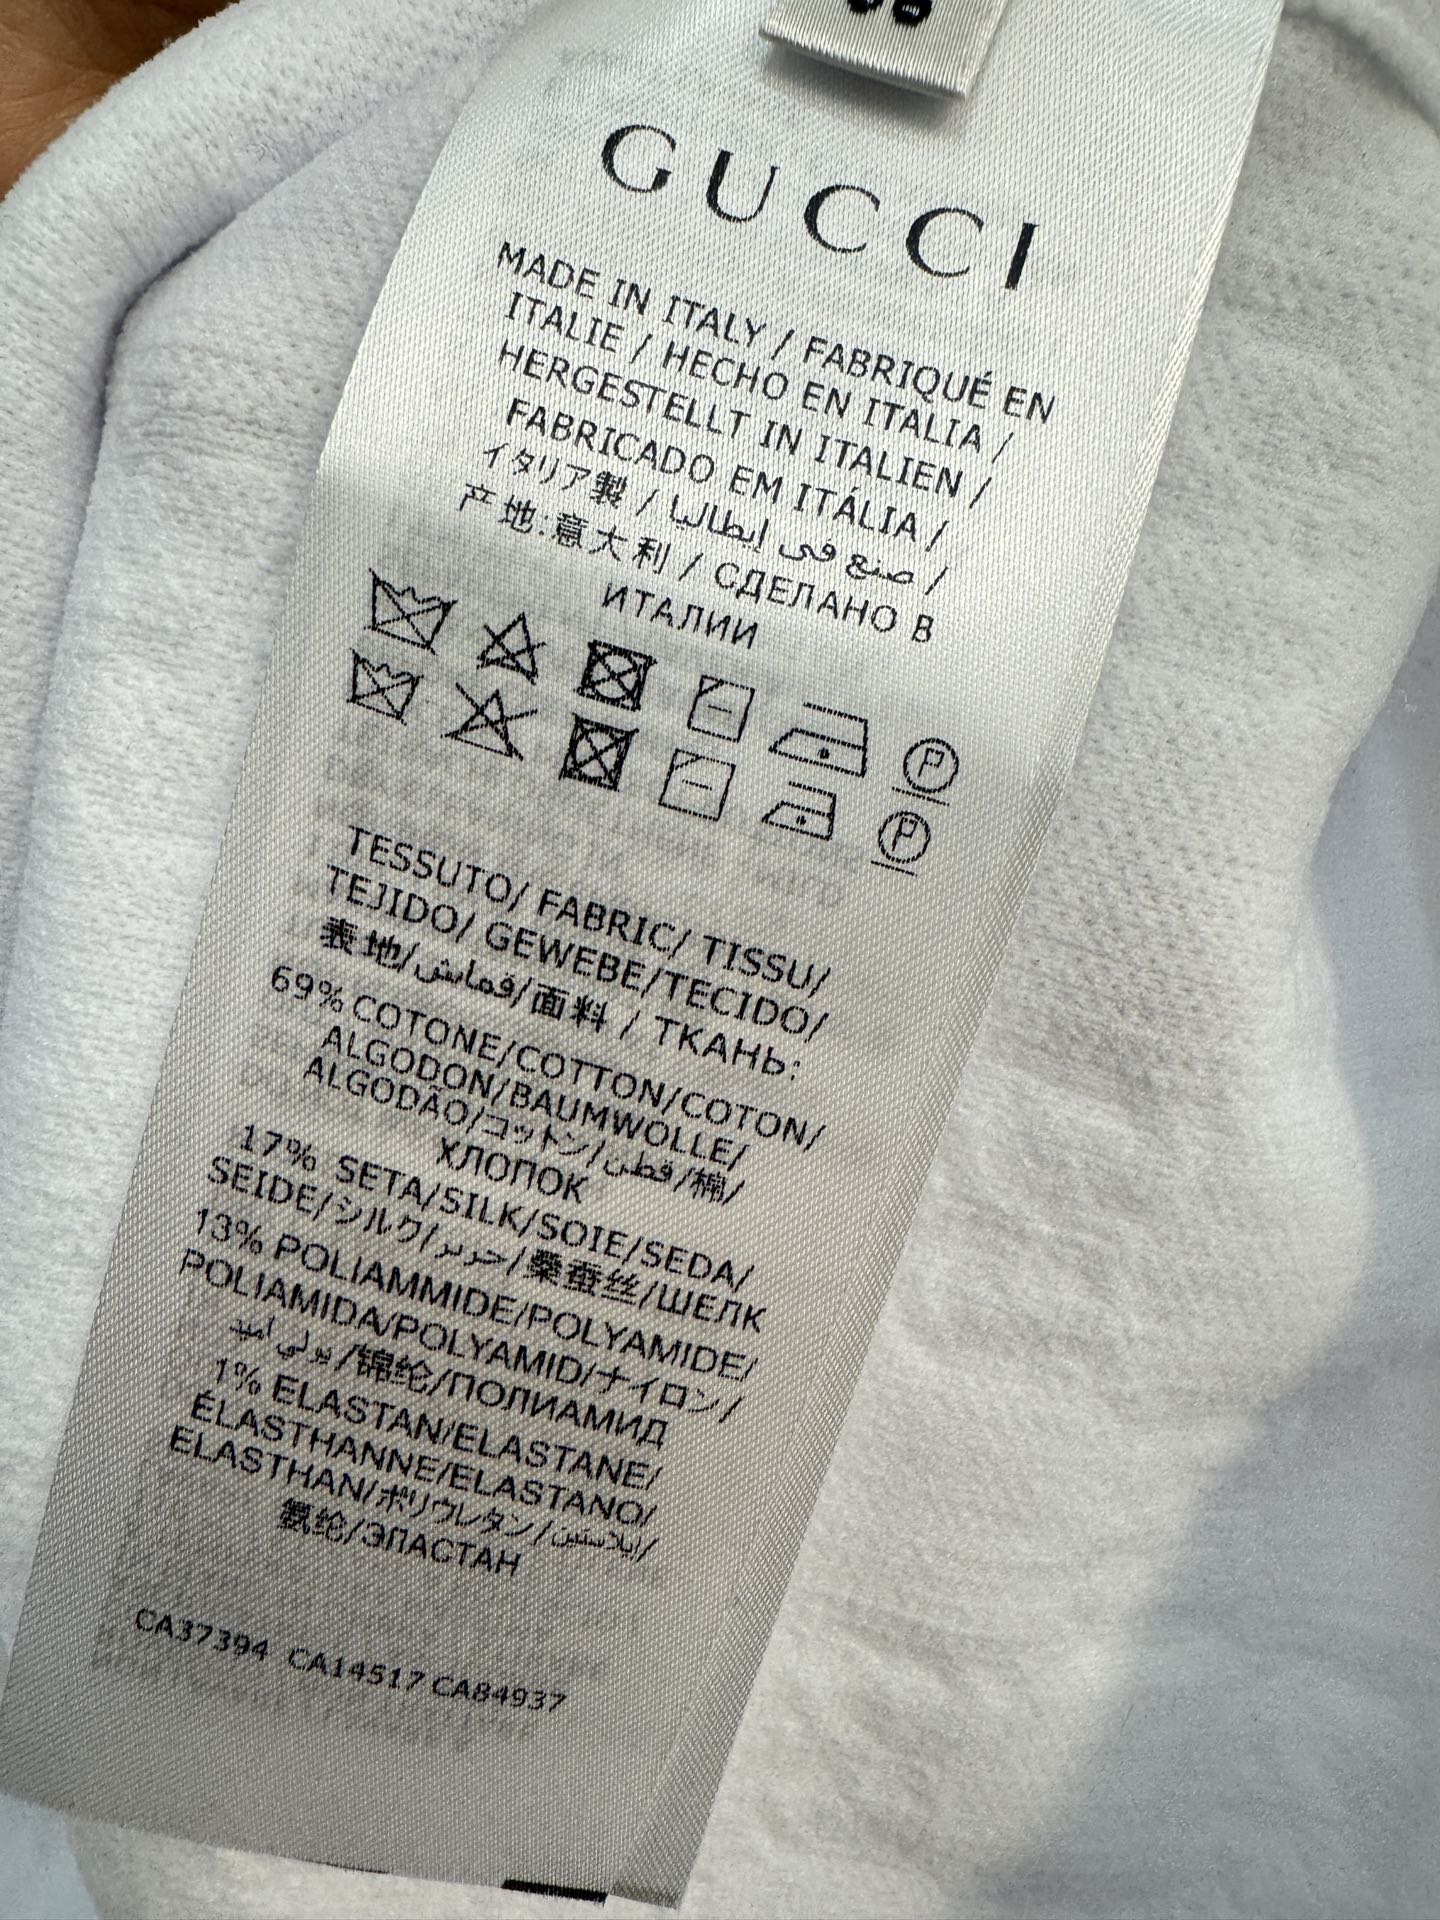 GUCCI
MADE IN ITALY / FABRIQUÉ EN
ITALIE / HECHO EN ITALIA /
HERGESTELLT IN ITALIEN /
FABRICADO EM ITÁLIA /
イタリア製 / صنع في إيطاليا /
产地:意大利 / СДЕЛАНО В
ИТАЛИИ
P
P
TESSUTO/ FABRIC/ TISSU/
TEJIDO/ GEWEBE/TECIDO/
表地/قماش/面料 / ТКАНЬ:
69% COTONE/COTTON/COTON/
ALGODON/BAUMWOLLE/
ALGODÃO/コットン/قطن/棉/
ХЛОПОК
17% SETA/SILK/SOIE/SEDA/
SEIDE/シルク/حرير/桑蚕丝/ШЕЛК
13% POLIAMMIDE/POLYAMIDE/
POLIAMIDA/POLYAMID/ナイロン/
بولي اميد/锦纶/ПОЛИАМИД
1% ELASTAN/ELASTANE/
ÉLASTHANNE/ELASTANO/
ELASTHAN/ポリウレタン/إيلاستين/
氨纶/ЭЛАСТАН
CA37394 CA14517 CA84937